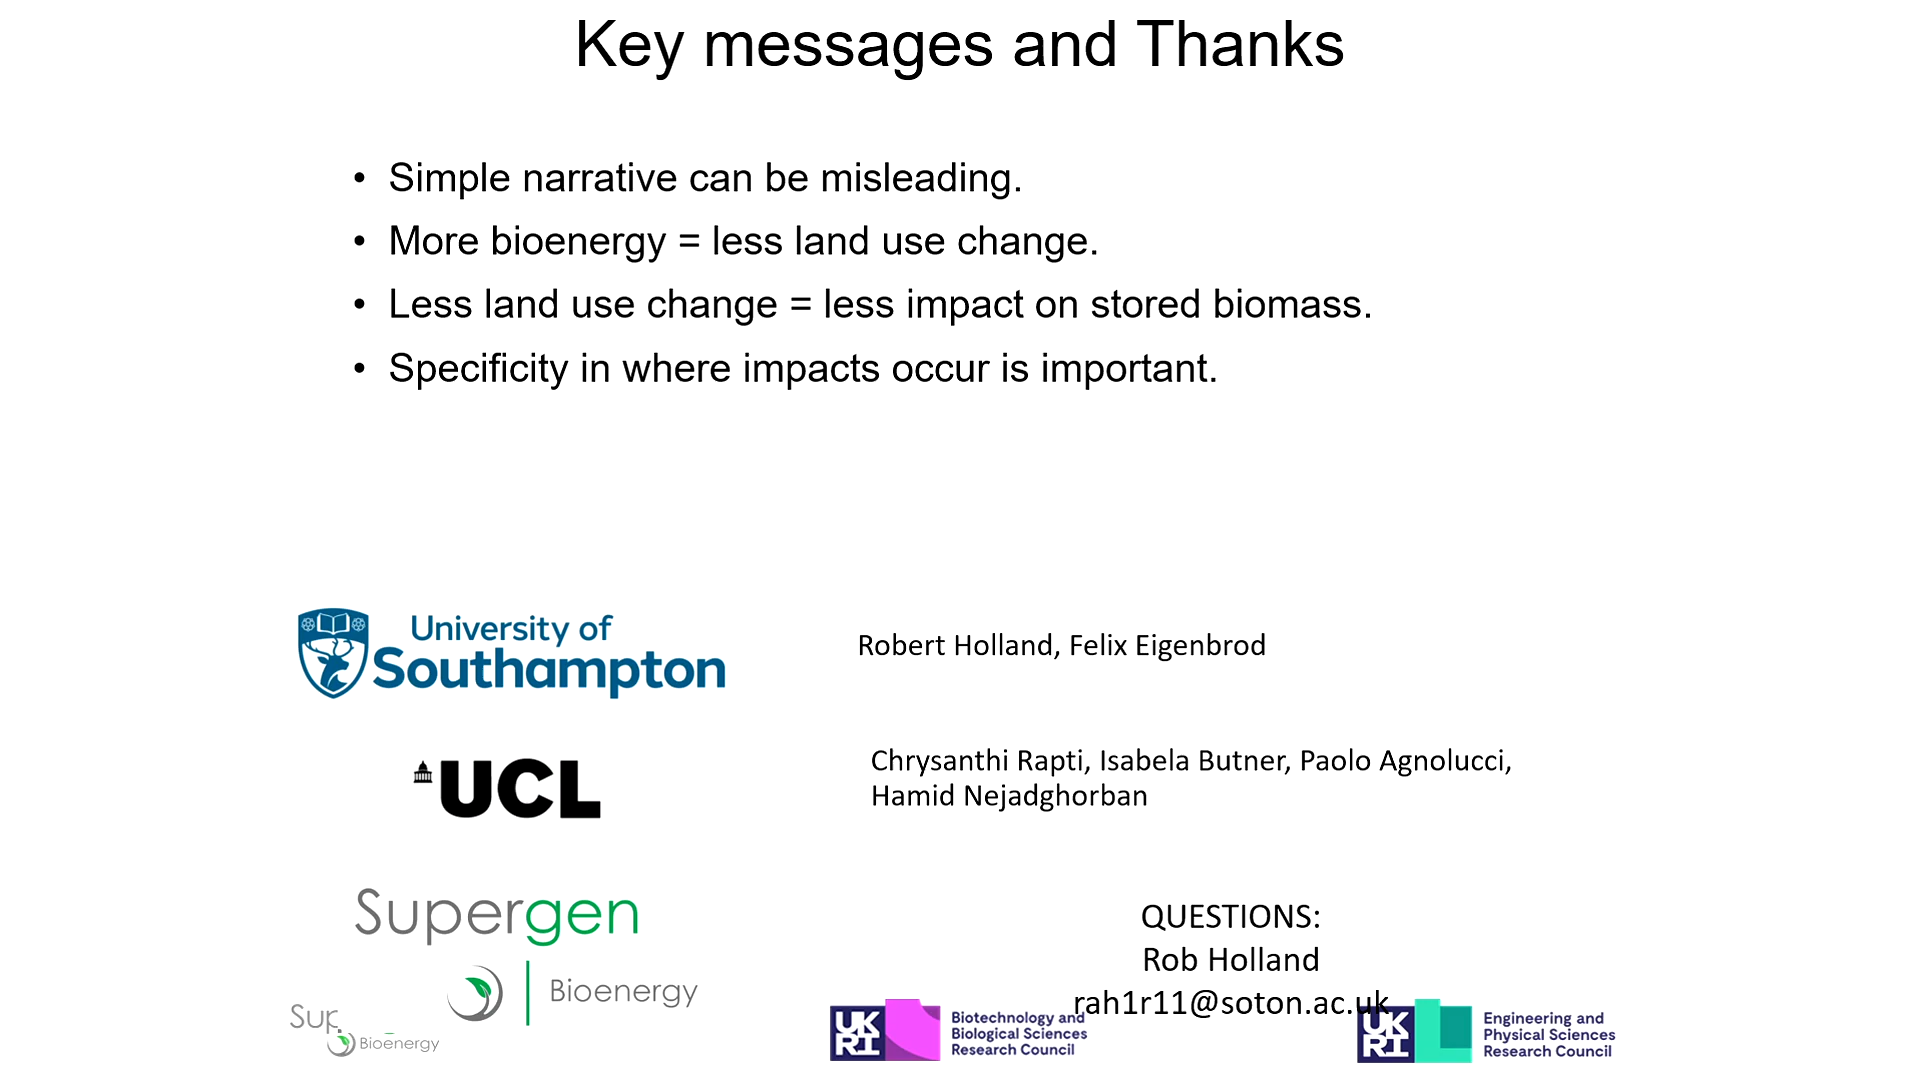 Key messages and Thanks
• Simple narrative can be misleading.
• More bioenergy = less land use change.
• Less land use change = less impact on stored biomass.
• Specificity in where impacts occur is important.
University of
Southampton
Robert Holland, Felix Eigenbrod
UCL
Chrysanthi Rapti, Isabela Butner, Paolo Agnolucci,
Hamid Nejadghorban
Supergen
Bioenergy
Sup
Bioenergy
QUESTIONS:
Rob Holland
rah1r11@soton.ac.uk
UK
RI
Biotechnology and
Biological Sciences
Research Council
UK
RI
Engineering and
Physical Sciences
Research Council